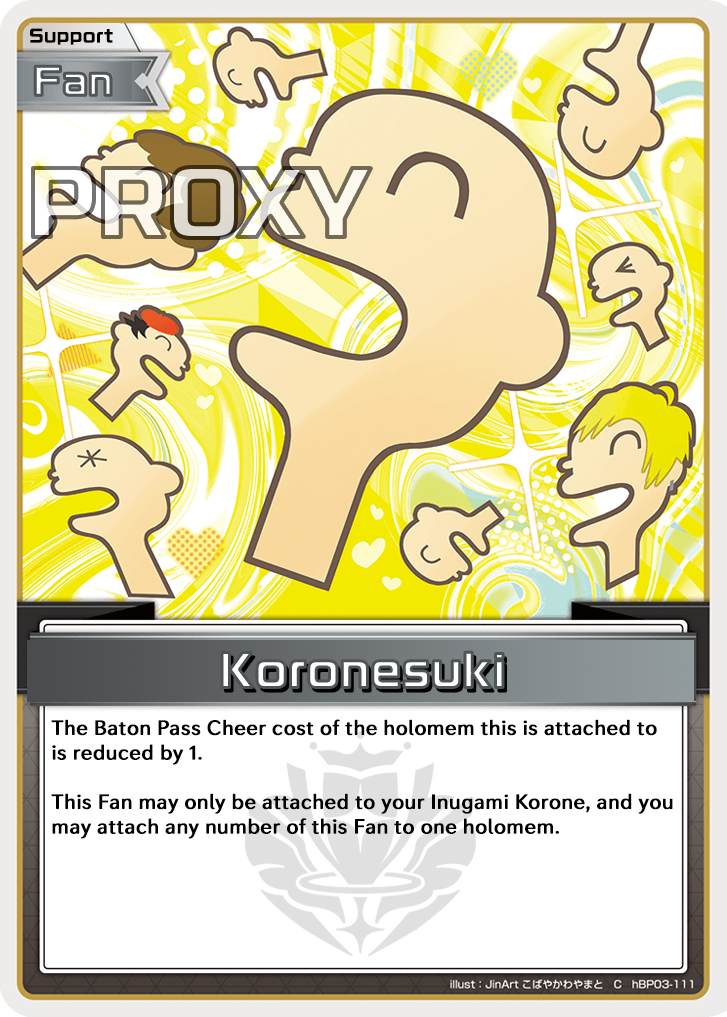 Support
Fan
PROXY
Koronesuki
The Baton Pass Cheer cost of the holomem this is attached to
is reduced by 1.
This Fan may only be attached to your Inugami Korone, and you
may attach any number of this Fan to one holomem.
illust : JinArt こばやかわやまと C hBP03-111